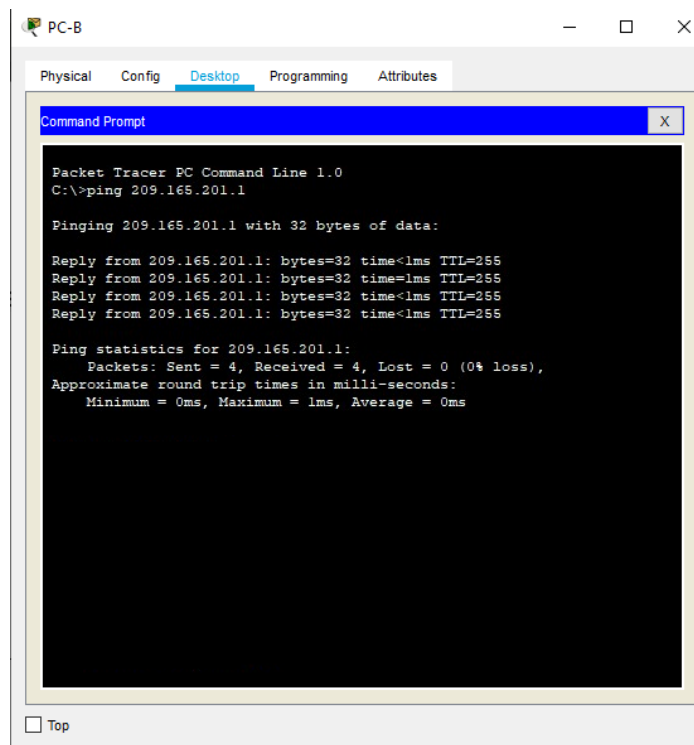 PC-B
Physical Config Desktop Programming Attributes
Command Prompt
X
Packet Tracer PC Command Line 1.0
C:\>ping 209.165.201.1
Pinging 209.165.201.1 with 32 bytes of data:
Reply from 209.165.201.1: bytes=32 time<1ms TTL=255
Reply from 209.165.201.1: bytes=32 time=1ms TTL=255
Reply from 209.165.201.1: bytes=32 time<1ms TTL=255
Reply from 209.165.201.1: bytes=32 time<1ms TTL=255
Ping statistics for 209.165.201.1:
Packets: Sent = 4, Received = 4, Lost = 0 (0% loss),
Approximate round trip times in milli-seconds:
Minimum = 0ms, Maximum = 1ms, Average = 0ms
Top